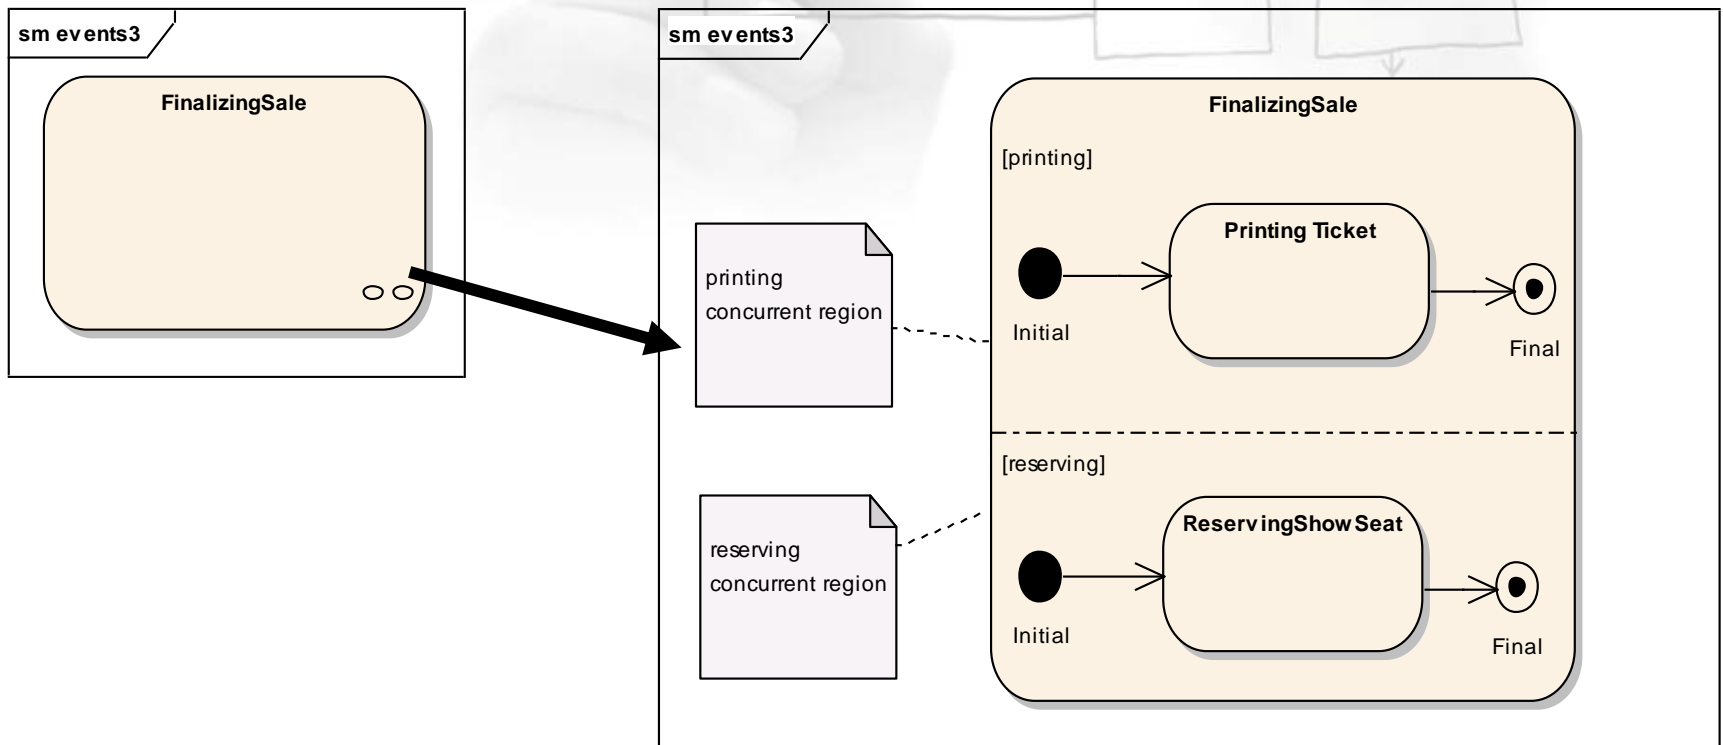 sm events3
FinalizingSale
sm events3
FinalizingSale
[printing]
Printing Ticket
printing
concurrent region
Initial
Final
[reserving]
ReservingShowSeat
reserving
concurrent region
Initial
Final